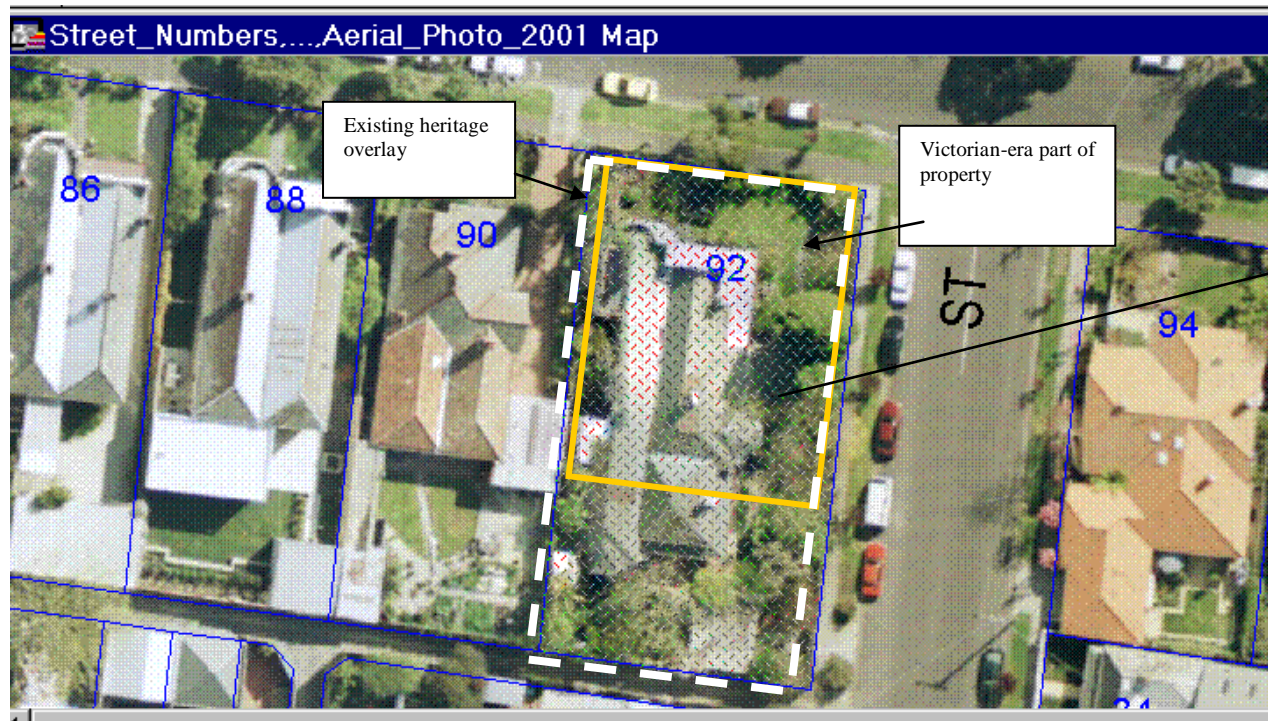 Street_Numbers,...,Aerial_Photo_2001 Map
Existing heritage
overlay
Victorian-era part of
property
86
88
90
92
ST
94